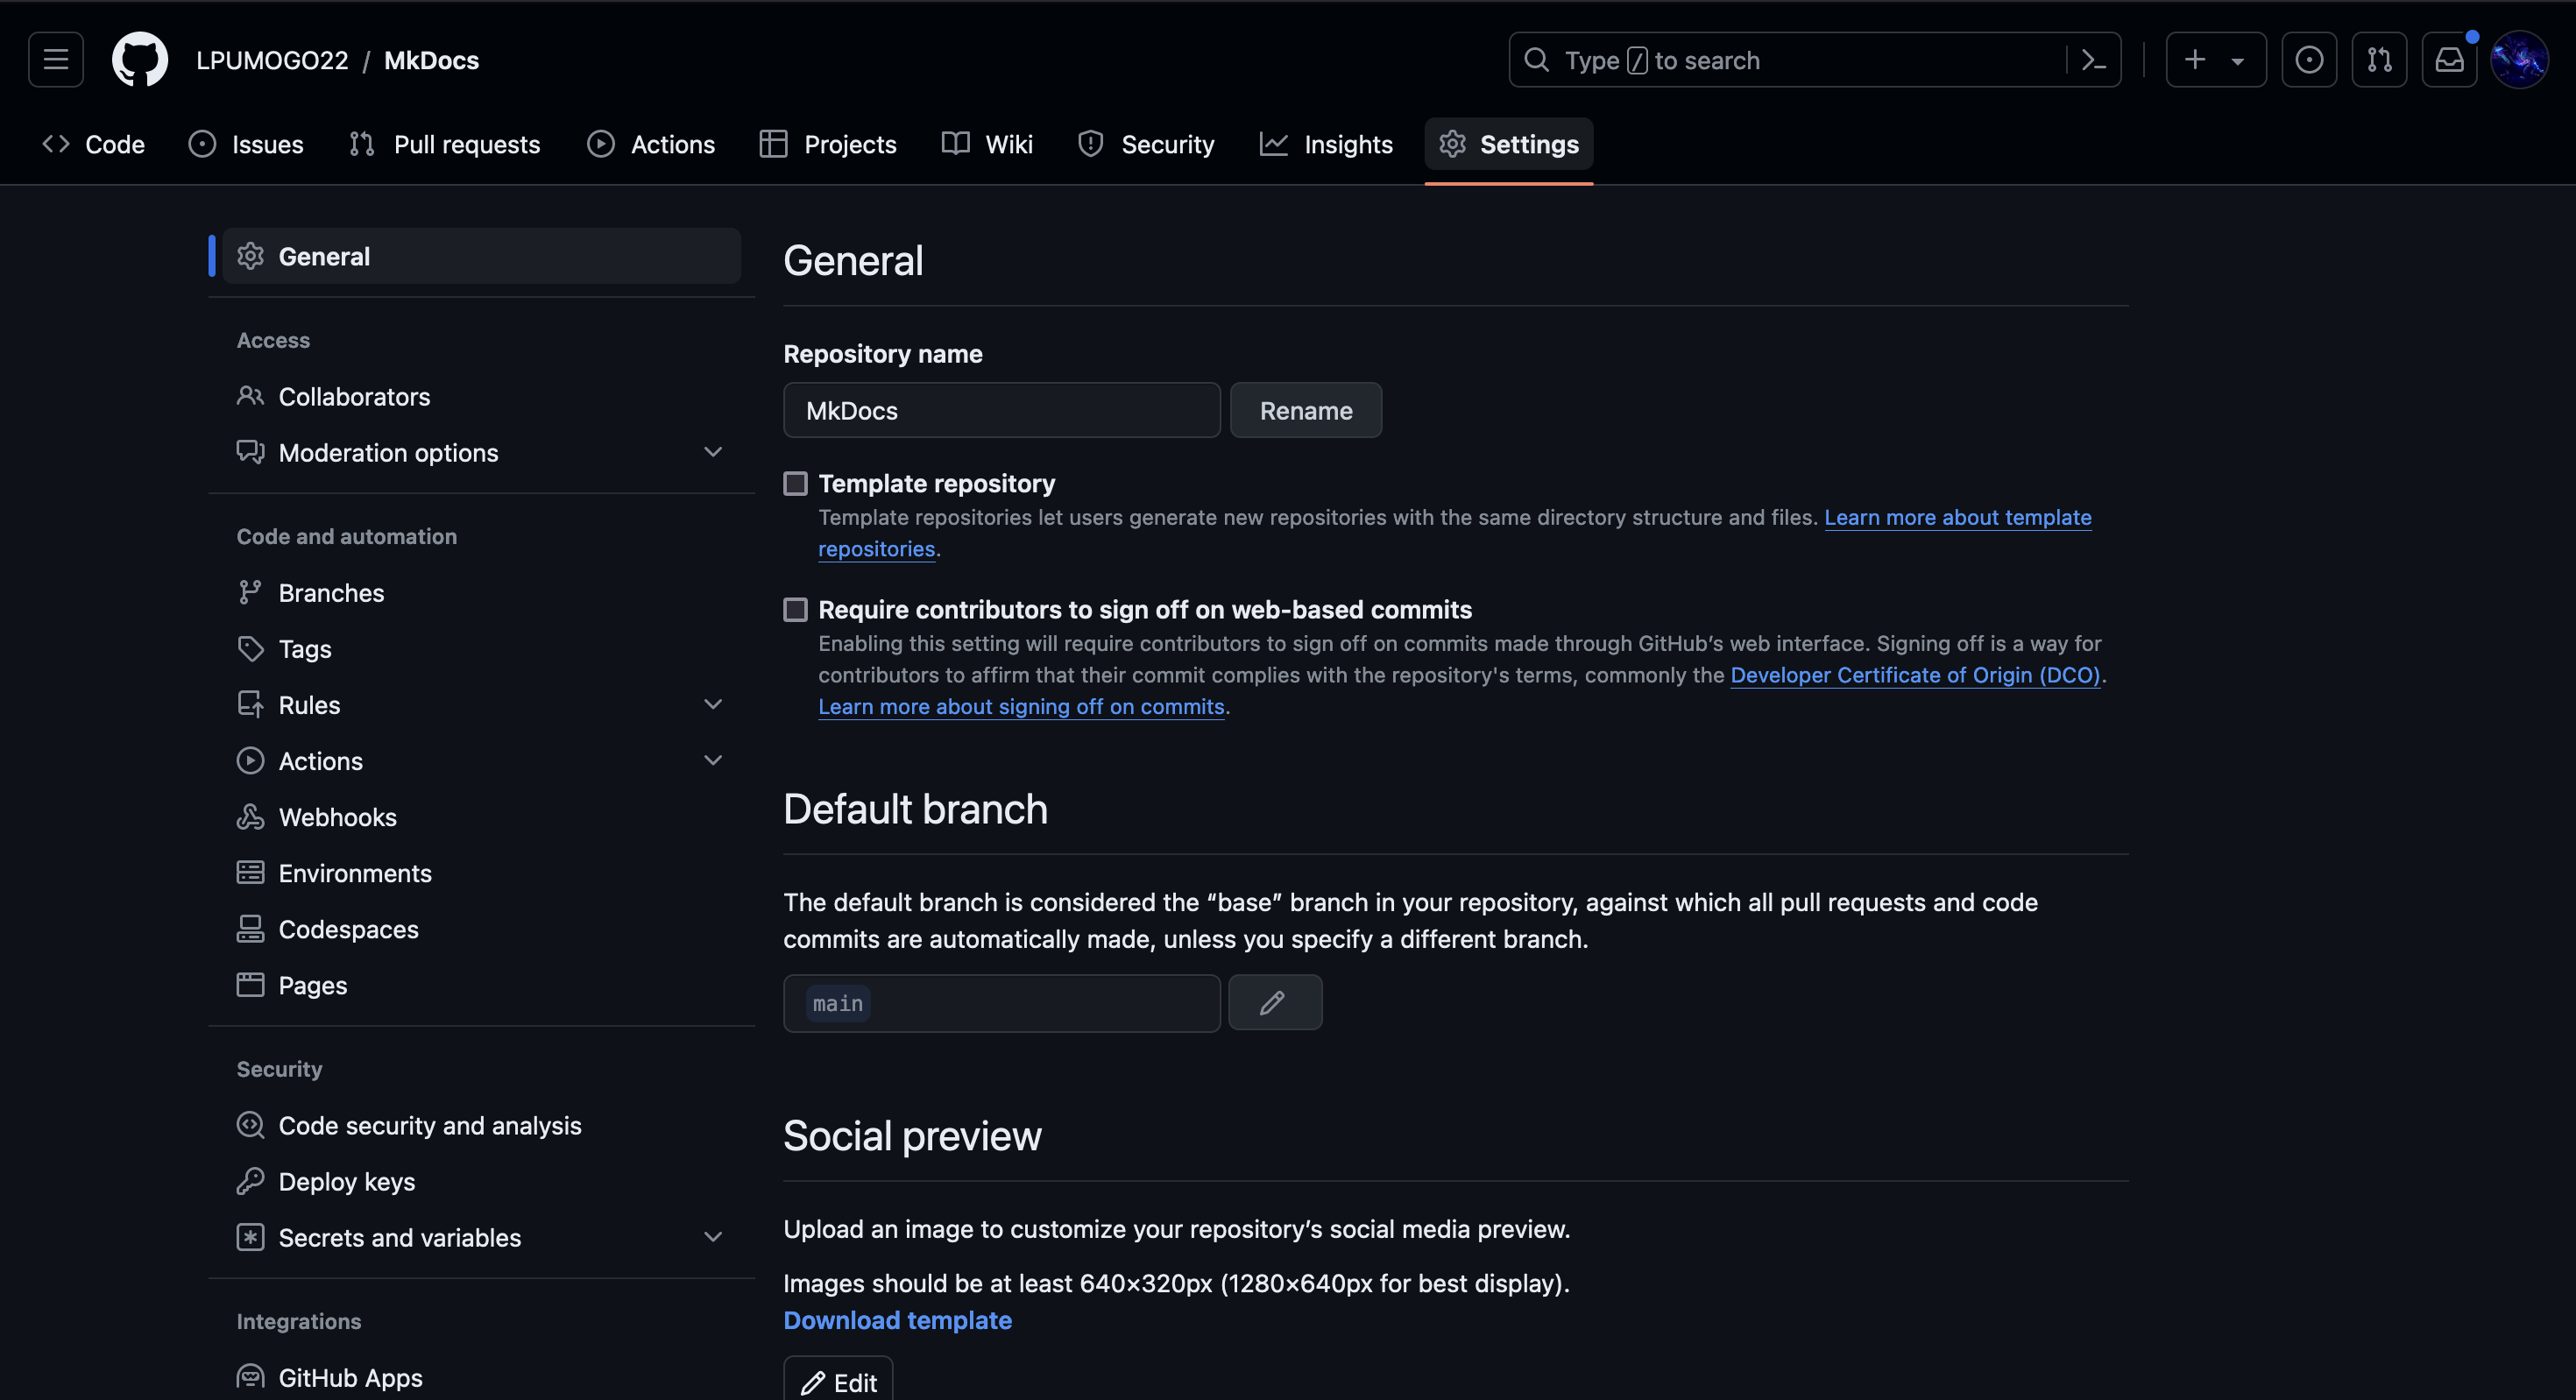 LPUMOGO22 / MkDocs
Type / to search
Code
Issues
Pull requests
Actions
Projects
Wiki
Security
Insights
Settings
General
Access
Collaborators
Moderation options
Code and automation
Branches
Tags
Rules
Actions
Webhooks
Environments
Codespaces
Pages
Security
Code security and analysis
Deploy keys
Secrets and variables
Integrations
GitHub Apps
General
Repository name
MkDocs
Rename
Template repository
Template repositories let users generate new repositories with the same directory structure and files. Learn more about template
repositories.
Require contributors to sign off on web-based commits
Enabling this setting will require contributors to sign off on commits made through GitHub’s web interface. Signing off is a way for
contributors to affirm that their commit complies with the repository's terms, commonly the Developer Certificate of Origin (DCO).
Learn more about signing off on commits.
Default branch
The default branch is considered the “base” branch in your repository, against which all pull requests and code
commits are automatically made, unless you specify a different branch.
main
Social preview
Upload an image to customize your repository’s social media preview.
Images should be at least 640×320px (1280×640px for best display).
Download template
Edit